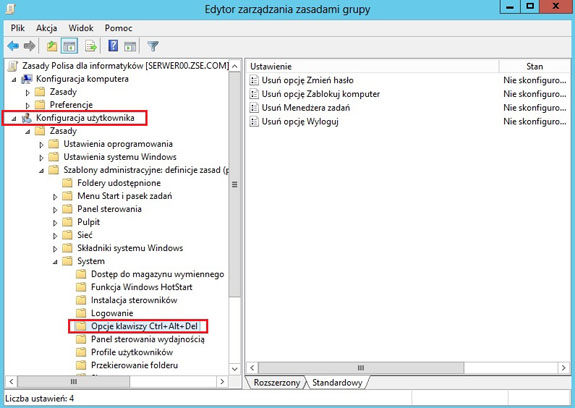 Edytor zarządzania zasadami grupy
Plik Akcja Widok Pomoc
Zasady Polisa dla informatyków [SERWER00.ZSE.COM]
Konfiguracja komputera
Zasady
Preferencje
Konfiguracja użytkownika
Zasady
Ustawienia oprogramowania
Ustawienia systemu Windows
Szablony administracyjne: definicje zasad (p
Foldery udostępnione
Menu Start i pasek zadań
Panel sterowania
Pulpit
Sieć
Składniki systemu Windows
System
Dostęp do magazynu wymiennego
Funkcja Windows HotStart
Instalacja sterowników
Logowanie
Opcje klawiszy Ctrl+Alt+Del
Panel sterowania wydajnością
Profile użytkowników
Przekierowanie folderu
Ustawienie Stan
Usuń opcję Zmień hasło Nie skonfiguro...
Usuń opcję Zablokuj komputer Nie skonfiguro...
Usuń Menedżera zadań Nie skonfiguro...
Usuń opcję Wyloguj Nie skonfiguro...
Rozszerzony Standardowy
Liczba ustawień: 4